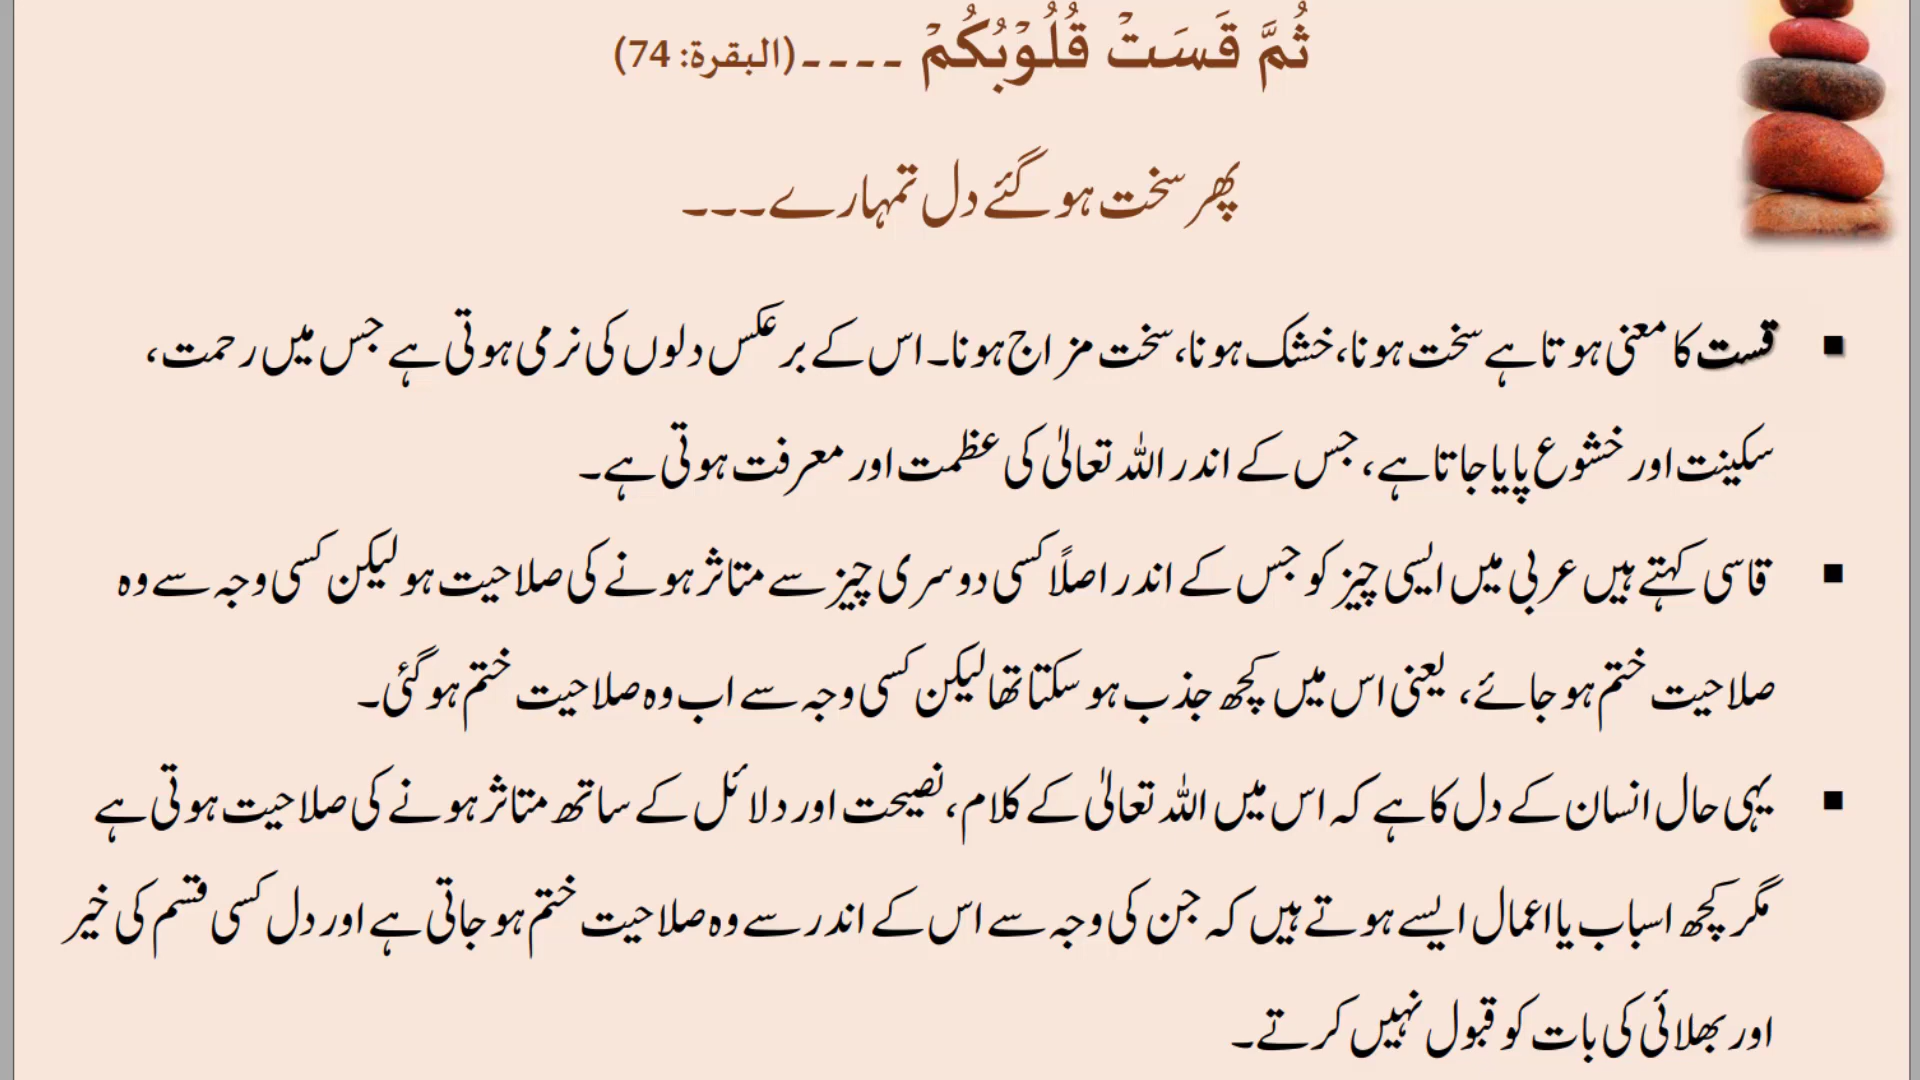 ثُمَّ قَسَتْ قُلُوْبُكُمْ ۔۔۔۔(البقرة: 74)
پھر سخت ہوگئے دل تمہارے۔۔۔
▪ قست کا معنی ہوتا ہے سخت ہونا، خشک ہونا، سخت مزاج ہونا۔ اس کے برعکس دلوں کی نرمی ہوتی ہے جس میں رحمت،
سکینت اور خشوع پایا جاتا ہے، جس کے اندر اللہ تعالیٰ کی عظمت اور معرفت ہوتی ہے۔
▪ قاسی کہتے ہیں عربی میں ایسی چیز کو جس کے اندر اصلاً کسی دوسری چیز سے متاثر ہونے کی صلاحیت ہو لیکن کسی وجہ سے وہ
صلاحیت ختم ہو جائے، یعنی اس میں کچھ جذب ہو سکتا تھا لیکن کسی وجہ سے اب وہ صلاحیت ختم ہوگئی۔
▪ یہی حال انسان کے دل کا ہے کہ اس میں اللہ تعالیٰ کے کلام، نصیحت اور دلائل کے ساتھ متاثر ہونے کی صلاحیت ہوتی ہے
مگر کچھ اسباب یا اعمال ایسے ہوتے ہیں کہ جن کی وجہ سے اس کے اندر سے وہ صلاحیت ختم ہو جاتی ہے اور دل کسی قسم کی خیر
اور بھلائی کی بات کو قبول نہیں کرتے۔